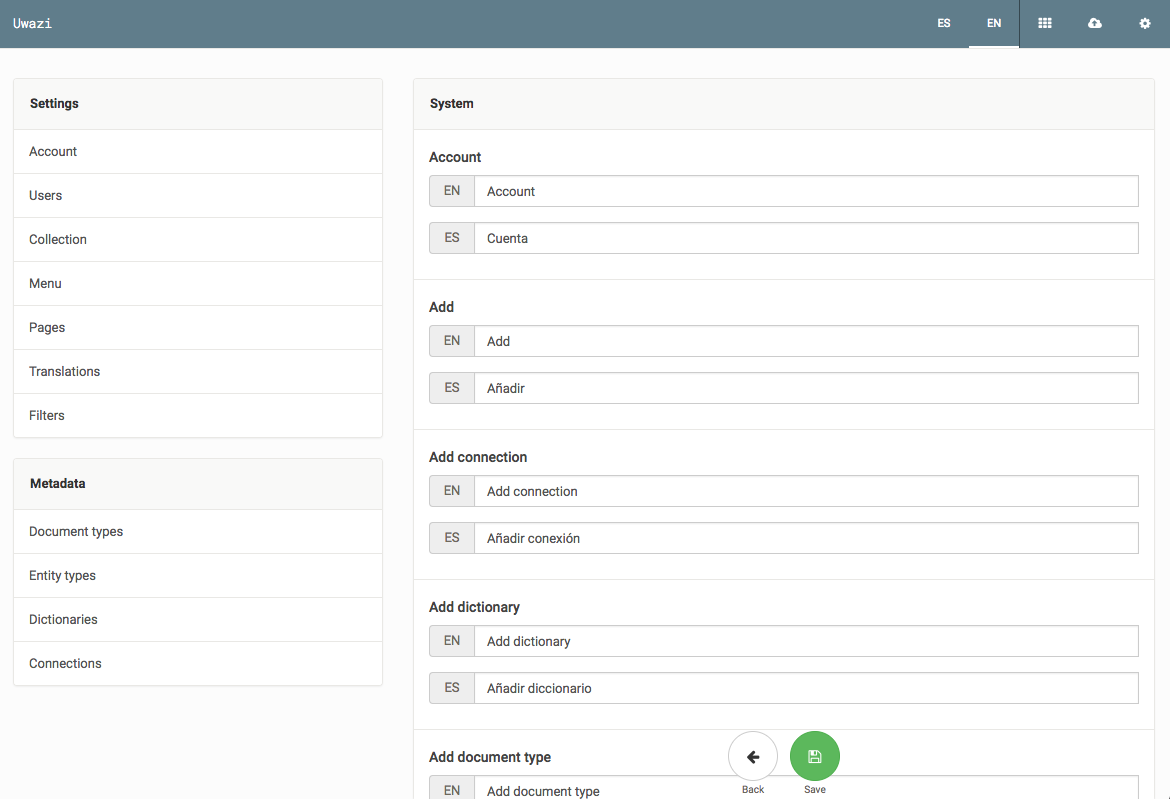 Uwazi
ES
EN
Settings
Account
Users
Collection
Menu
Pages
Translations
Filters
Metadata
Document types
Entity types
Dictionaries
Connections
System
Account
EN
Account
ES
Cuenta
Add
EN
Add
ES
Añadir
Add connection
EN
Add connection
ES
Añadir conexión
Add dictionary
EN
Add dictionary
ES
Añadir diccionario
Add document type
EN
Add document type
Back
Save